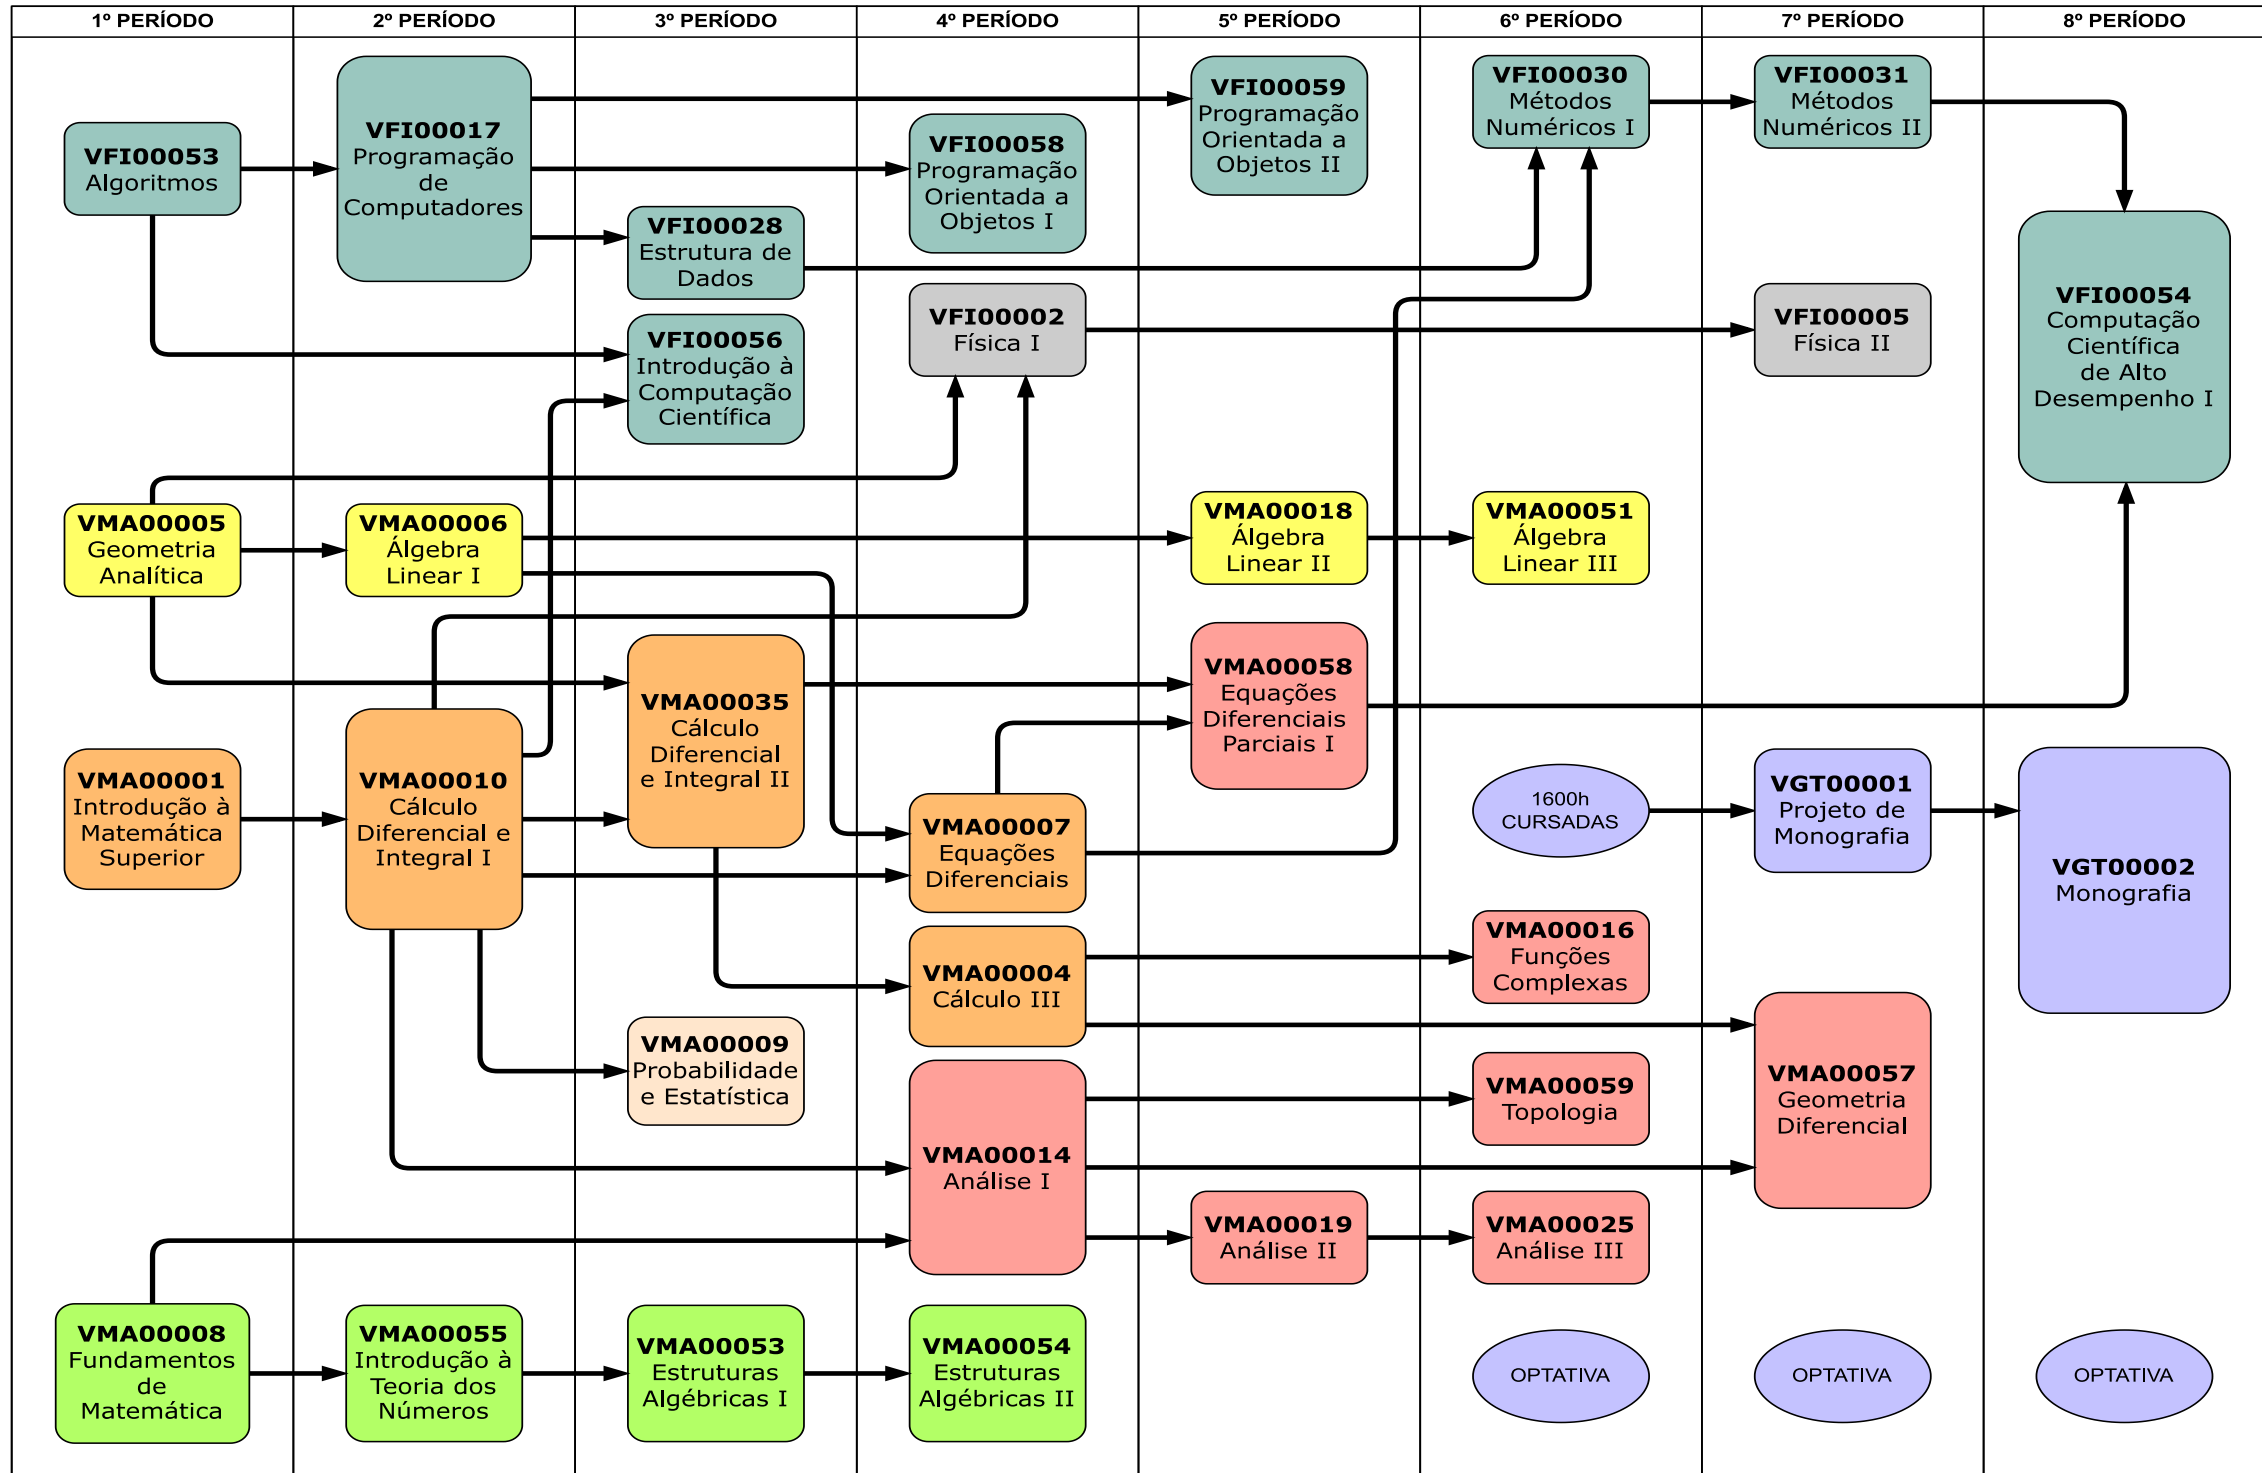 1º PERÍODO
2º PERÍODO
3º PERÍODO
4º PERÍODO
5º PERÍODO
6º PERÍODO
7º PERÍODO
8º PERÍODO
VFI00053
Algoritmos
VMA00005
Geometria
Analítica
VMA00001
Introdução à
Matemática
Superior
VMA00008
Fundamentos
de
Matemática
VFI00017
Programação
de
Computadores
VMA00006
Álgebra
Linear I
VMA00010
Cálculo
Diferencial e
Integral I
VMA00055
Introdução à
Teoria dos
Números
VFI00028
Estrutura de
Dados
VFI00056
Introdução à
Computação
Científica
VMA00035
Cálculo
Diferencial
e Integral II
VMA00009
Probabilidade
e Estatística
VMA00053
Estruturas
Algébricas I
VFI00058
Programação
Orientada a
Objetos I
VFI00002
Física I
VMA00007
Equações
Diferenciais
VMA00004
Cálculo III
VMA00014
Análise I
VMA00054
Estruturas
Algébricas II
VFI00059
Programação
Orientada a
Objetos II
VMA00018
Álgebra
Linear II
VMA00058
Equações
Diferenciais
Parciais I
VMA00019
Análise II
VFI00030
Métodos
Numéricos I
VMA00051
Álgebra
Linear III
1600h
CURSADAS
VMA00016
Funções
Complexas
VMA00059
Topologia
VMA00025
Análise III
OPTATIVA
VFI00031
Métodos
Numéricos II
VFI00005
Física II
VGT00001
Projeto de
Monografia
VMA00057
Geometria
Diferencial
OPTATIVA
VFI00054
Computação
Científica
de Alto
Desempenho I
VGT00002
Monografia
OPTATIVA